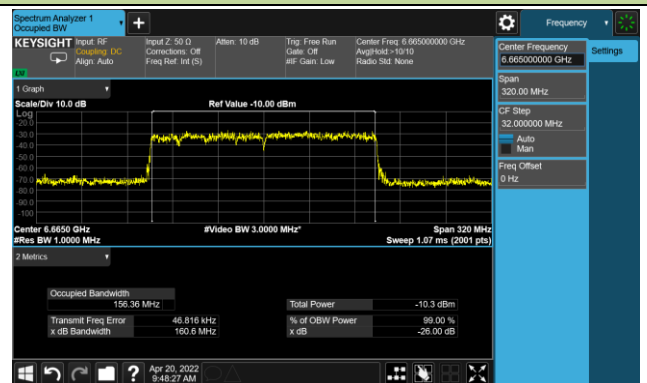 Spectrum Analyzer 1
Occupied BW
Frequency
KEYSIGHT
Input: RF
Coupling: DC
Align: Auto
Input Z: 50 Ω
Corrections: Off
Freq Ref: Int (S)
Atten: 10 dB
Trig: Free Run
Gate: Off
#IF Gain: Low
Center Freq: 6.665000000 GHz
Avg|Hold:>10/10
Radio Std: None
Center Frequency
6.665000000 GHz
Settings
Span
320.00 MHz
CF Step
32.000000 MHz
Auto
Man
Freq Offset
0 Hz
1 Graph
Scale/Div 10.0 dB
Ref Value -10.00 dBm
Log
-20.0
-30.0
-40.0
-50.0
-60.0
-70.0
-80.0
-90.0
-100
Center 6.6650 GHz
#Video BW 3.0000 MHz*
Span 320 MHz
#Res BW 1.0000 MHz
Sweep 1.07 ms (2001 pts)
2 Metrics
Occupied Bandwidth
156.36 MHz
Total Power
-10.3 dBm
Transmit Freq Error
46.816 kHz
% of OBW Power
99.00 %
x dB Bandwidth
160.6 MHz
x dB
-26.00 dB
?
Apr 20, 2022
9:48:27 AM